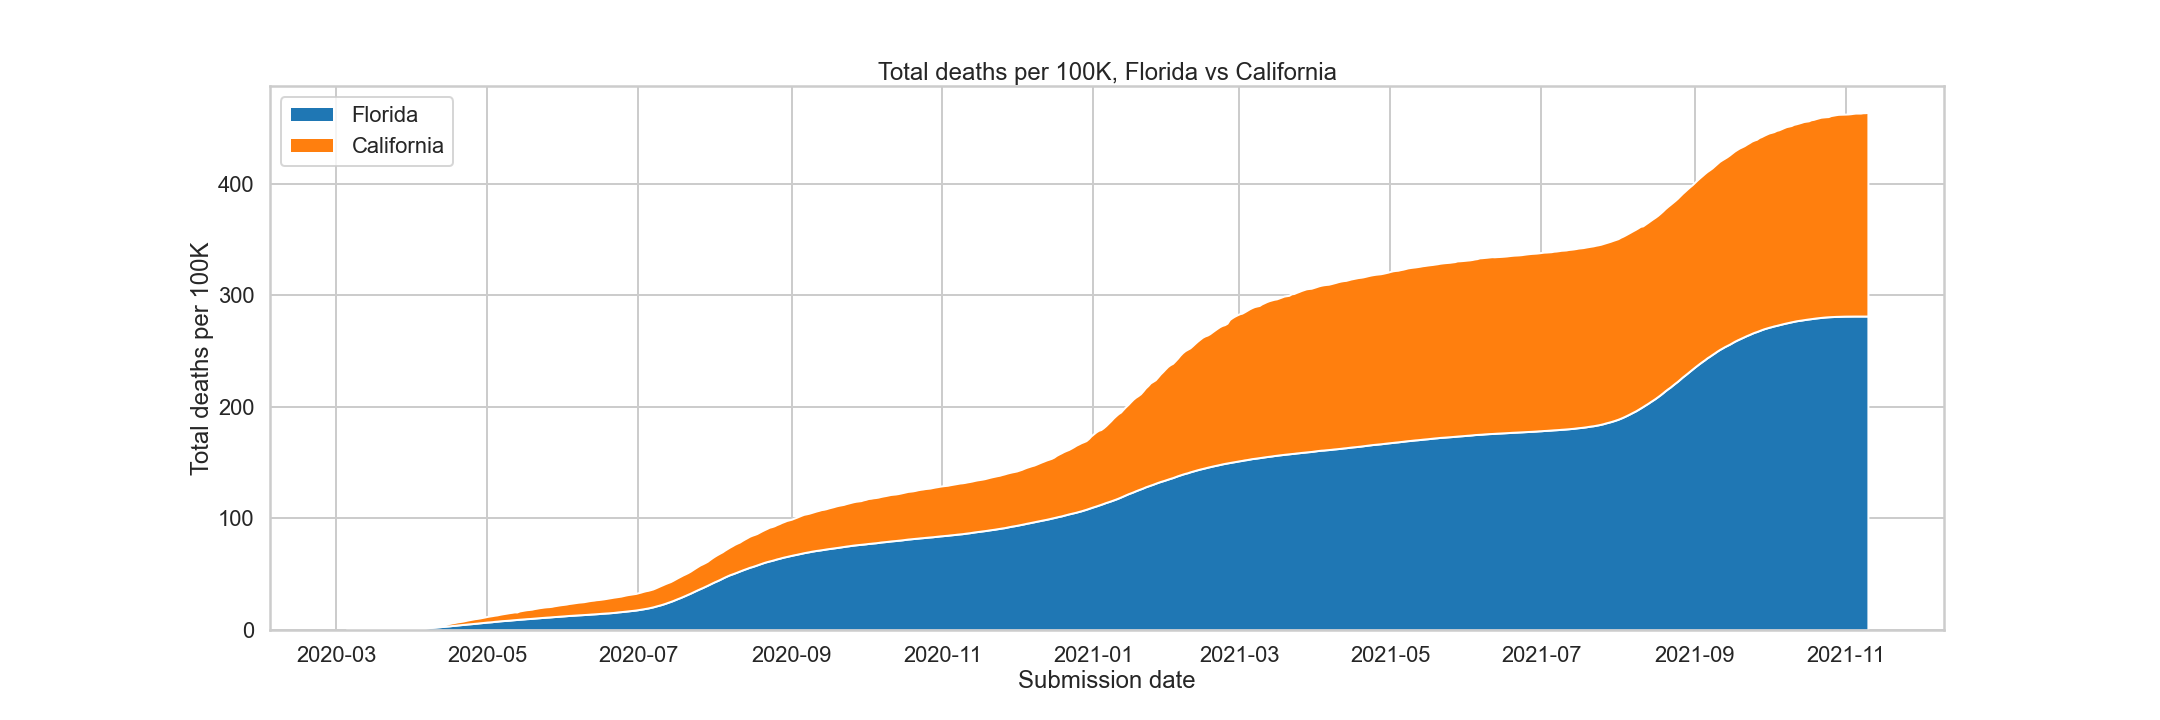 Total deaths per 100K, Florida vs California
Florida
California
Total deaths per 100K
400
300
200
100
0
2020-03 2020-05 2020-07 2020-09 2020-11 2021-01 2021-03 2021-05 2021-07 2021-09 2021-11
Submission date